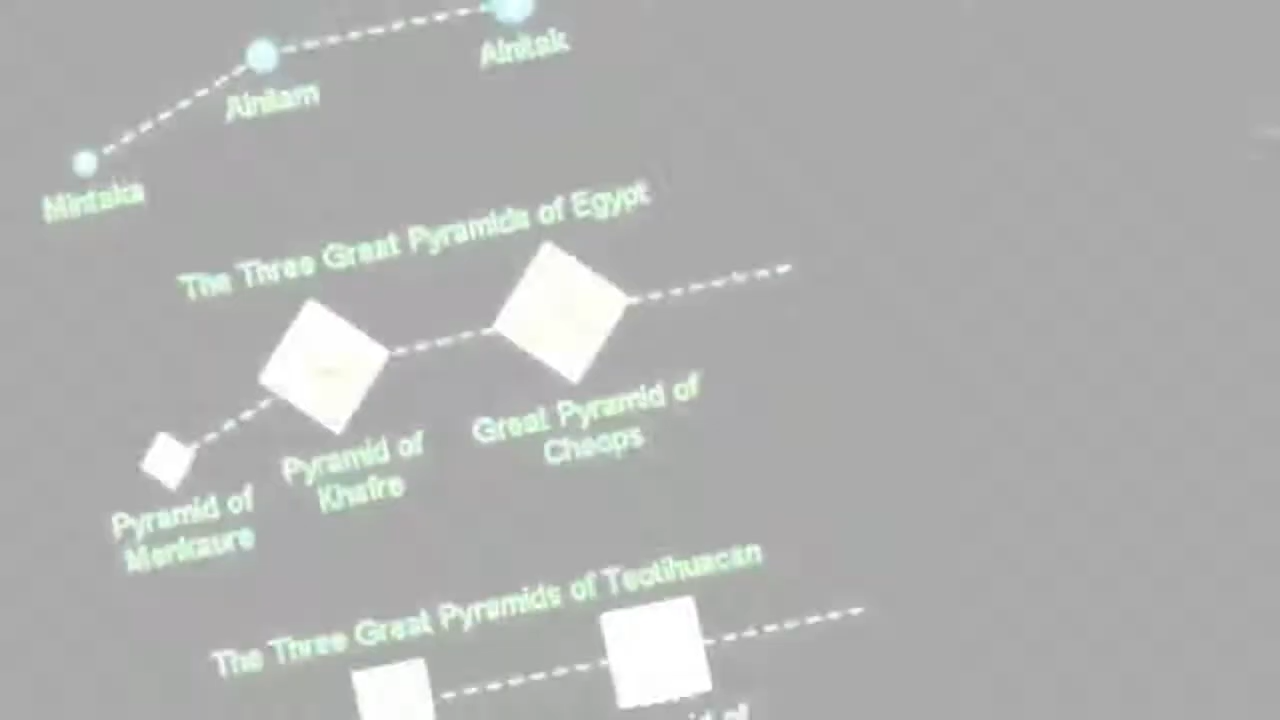 Alnitak
Alnilam
Mintaka
The Three Great Pyramids of Egypt
Great Pyramid of
Cheops
Pyramid of
Khafre
Pyramid of
Menkaure
The Three Great Pyramids of Teotihuacan